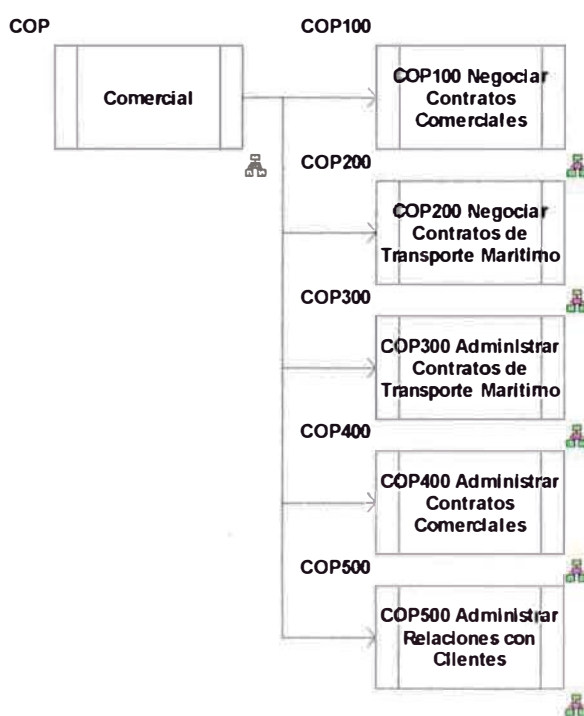 COP
Comercial
COP100
COP100 Negociar
Contratos
Comerciales
COP200
COP200 Negociar
Contratos de
Transporte Maritimo
COP300
COP300 Administrar
Contratos de
Transporte Maritimo
COP400
COP400 Administrar
Contratos
Comerciales
COP500
COP500 Administrar
Relaciones con
Clientes